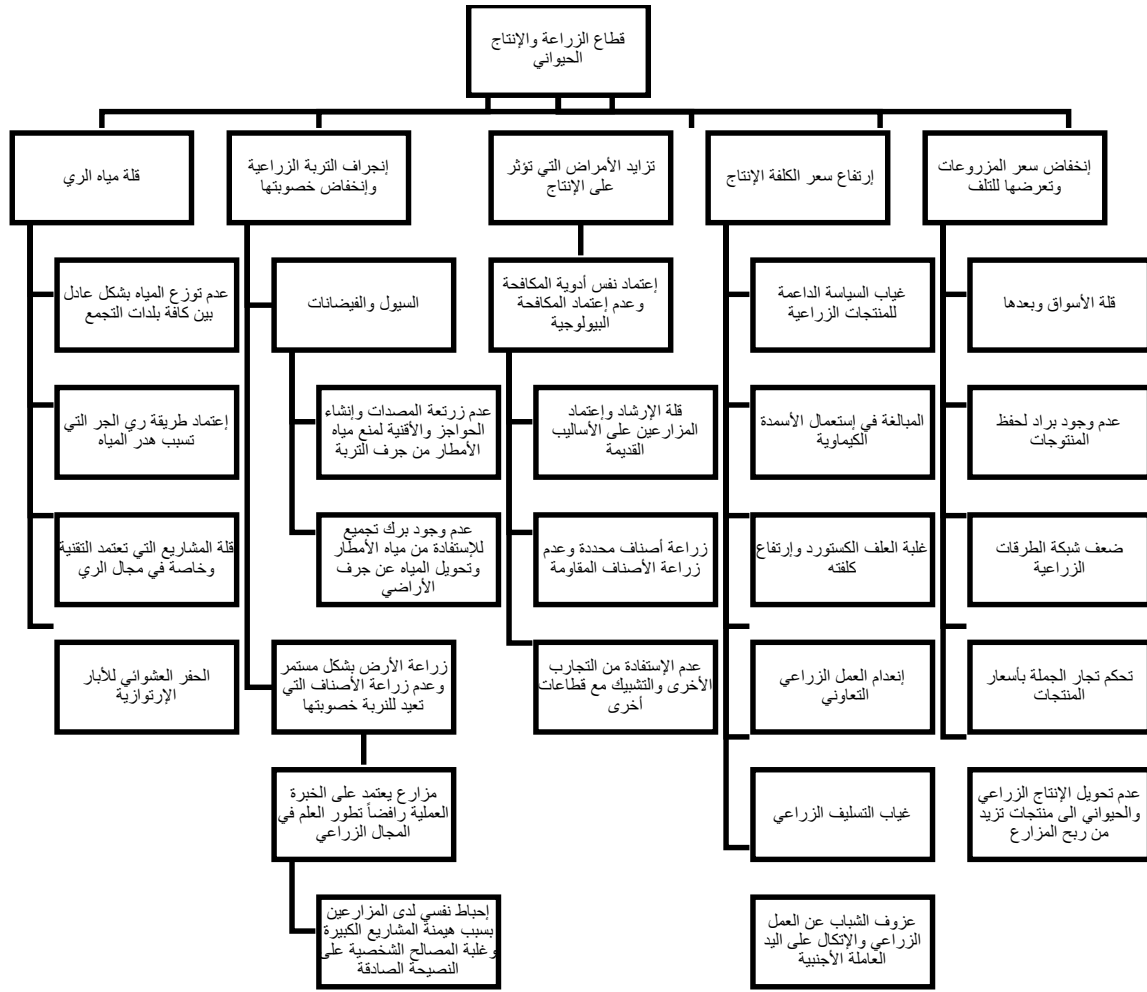 قطاع الزراعة والإنتاج
الحيواني
إنخفاض سعر المزروعات
وتعرضها للتلف
إرتفاع سعر الكلفة الإنتاج
تزايد الأمراض التي تؤثر
على الإنتاج
إنجراف التربة الزراعية
وإنخفاض خصوبتها
قلة مياه الري
قلة الأسواق وبعدها
عدم وجود براد لحفظ
المنتوجات
ضعف شبكة الطرقات
الزراعية
تحكم تجار الجملة بأسعار
المنتجات
عدم تحويل الإنتاج الزراعي
والحيواني الى منتجات تزيد
من ربح المزارع
غياب السياسة الداعمة
للمنتجات الزراعية
المبالغة في إستعمال الأسمدة
الكيماوية
غلبة العلف الكستورد وإرتفاع
كلفته
إنعدام العمل الزراعي
التعاوني
غياب التسليف الزراعي
عزوف الشباب عن العمل
الزراعي والإتكال على اليد
العاملة الأجنبية
إعتماد نفس أدوية المكافحة
وعدم إعتماد المكافحة
البيولوجية
قلة الإرشاد وإعتماد
المزارعين على الأساليب
القديمة
زراعة أصناف محددة وعدم
زراعة الأصناف المقاومة
عدم الإستفادة من التجارب
الأخرى والتشبيك مع قطاعات
أخرى
السيول والفيضانات
عدم زرتعة المصدات وإنشاء
الحواجز والأقنية لمنع مياه
الأمطار من جرف التربة
عدم وجود برك تجميع
للإستفادة من مياه الأمطار
وتحويل المياه عن جرف
الأراضي
زراعة الأرض بشكل مستمر
وعدم زراعة الأصناف التي
تعيد للنربة خصوبتها
مزارع يعتمد على الخبرة
العملية رافضاً تطور العلم في
المجال الزراعي
إحباط نفسي لدى المزارعين
بسبب هيمنة المشاريع الكبيرة
وغلبة المصالح الشخصية على
النصيحة الصادقة
عدم توزع المياه بشكل عادل
بين كافة بلدات التجمع
إعتماد طريقة ري الجر التي
تسبب هدر المياه
قلة المشاريع التي تعتمد التقنية
وخاصة في مجال الري
الحفر العشوائي للأبار
الإرتوازية